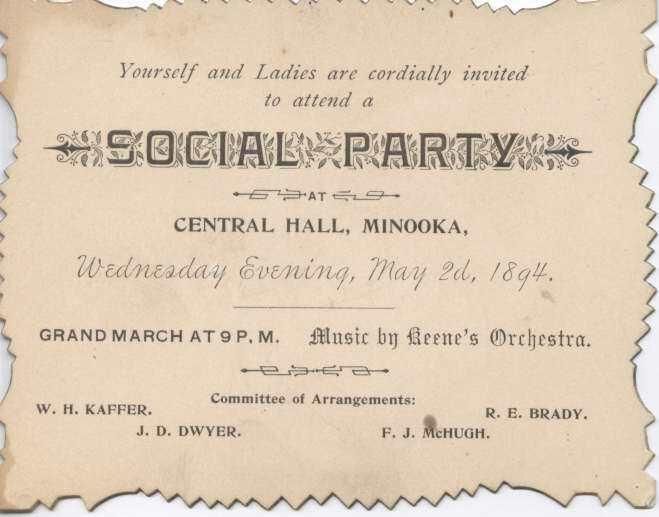 Yourself and Ladies are cordially invited
to attend a
SOCIAL PARTY
AT
CENTRAL HALL, MINOOKA,
Wednesday Evening, May 2d, 1894.
GRAND MARCH AT 9 P. M. Music by Keene's Orchestra.
Committee of Arrangements:
W. H. KAFFER. R. E. BRADY.
J. D. DWYER. F. J. McHUGH.